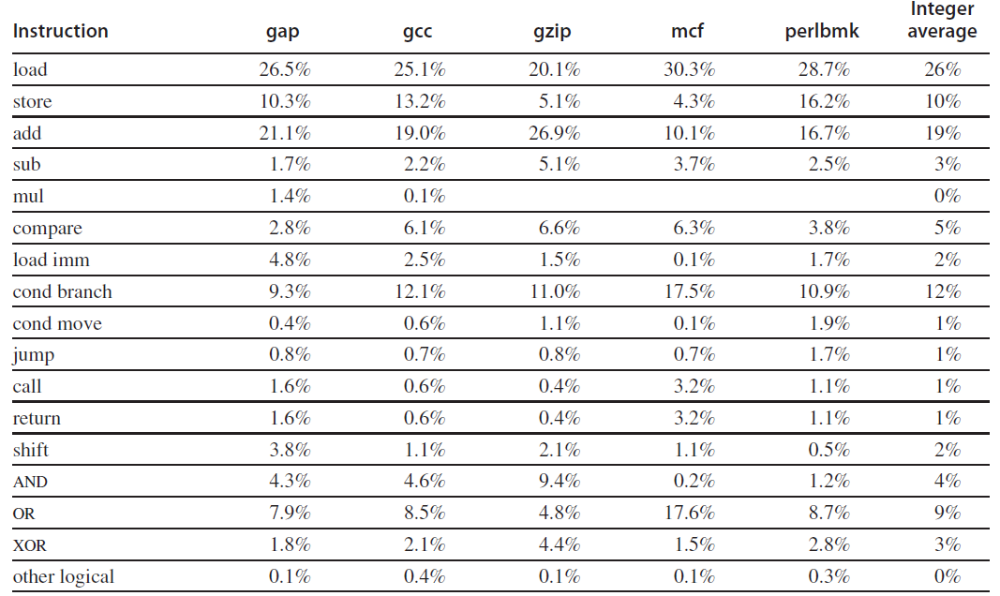 Integer
Instruction gap gcc gzip mcf perlbmk average
load 26.5% 25.1% 20.1% 30.3% 28.7% 26%
store 10.3% 13.2% 5.1% 4.3% 16.2% 10%
add 21.1% 19.0% 26.9% 10.1% 16.7% 19%
sub 1.7% 2.2% 5.1% 3.7% 2.5% 3%
mul 1.4% 0.1% 0%
compare 2.8% 6.1% 6.6% 6.3% 3.8% 5%
load imm 4.8% 2.5% 1.5% 0.1% 1.7% 2%
cond branch 9.3% 12.1% 11.0% 17.5% 10.9% 12%
cond move 0.4% 0.6% 1.1% 0.1% 1.9% 1%
jump 0.8% 0.7% 0.8% 0.7% 1.7% 1%
call 1.6% 0.6% 0.4% 3.2% 1.1% 1%
return 1.6% 0.6% 0.4% 3.2% 1.1% 1%
shift 3.8% 1.1% 2.1% 1.1% 0.5% 2%
AND 4.3% 4.6% 9.4% 0.2% 1.2% 4%
OR 7.9% 8.5% 4.8% 17.6% 8.7% 9%
XOR 1.8% 2.1% 4.4% 1.5% 2.8% 3%
other logical 0.1% 0.4% 0.1% 0.1% 0.3% 0%